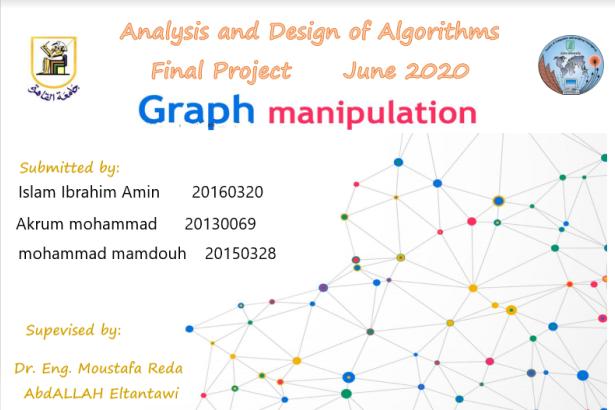 Analysis and Design of Algorithms
Final Project June 2020
Graph manipulation
جامعة القاهرة
Submitted by:
Islam Ibrahim Amin 20160320
Akrum mohammad 20130069
mohammad mamdouh 20150328
Supevised by:
Dr. Eng. Moustafa Reda
AbdALLAH Eltantawi